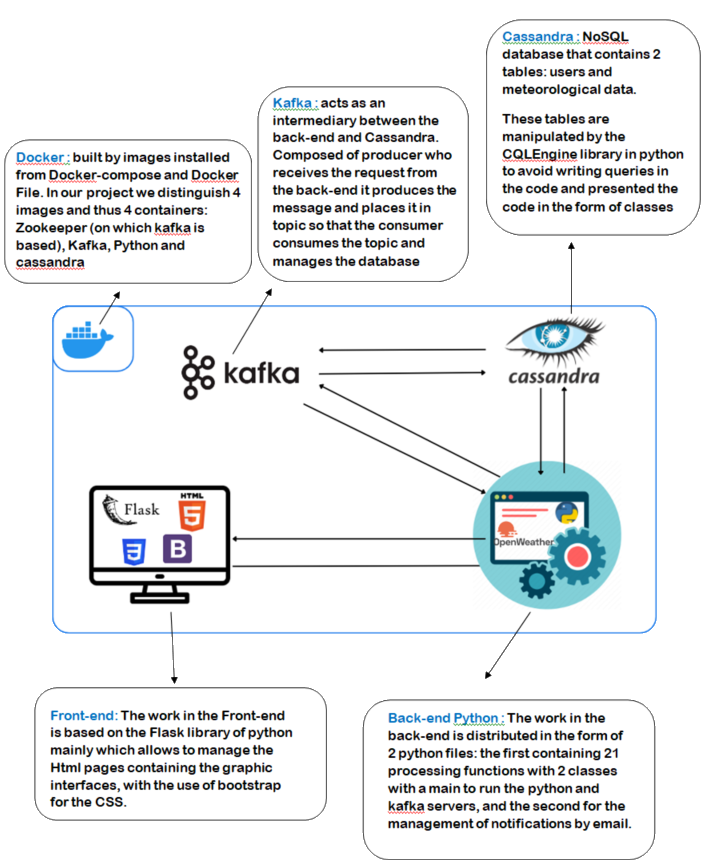 Cassandra : NoSQL
database that contains 2
tables: users and
meteorological data.
These tables are
manipulated by the
CQLEngine library in python
to avoid writing queries in
the code and presented the
code in the form of classes
Kafka : acts as an
intermediary between the
back-end and Cassandra.
Composed of producer who
receives the request from
the back-end it produces the
message and places it in
topic so that the consumer
consumes the topic and
manages the database
Docker : built by images installed
from Docker-compose and Docker
File. In our project we distinguish 4
images and thus 4 containers:
Zookeeper (on which kafka is
based), Kafka, Python and
cassandra
kafka
cassandra
Flask
HTML
5
3
B
OpenWeather
Front-end: The work in the Front-end
is based on the Flask library of python
mainly which allows to manage the
Html pages containing the graphic
interfaces, with the use of bootstrap
for the CSS.
Back-end Python : The work in the
back-end is distributed in the form of
2 python files: the first containing 21
processing functions with 2 classes
with a main to run the python and
kafka servers, and the second for the
management of notifications by email.